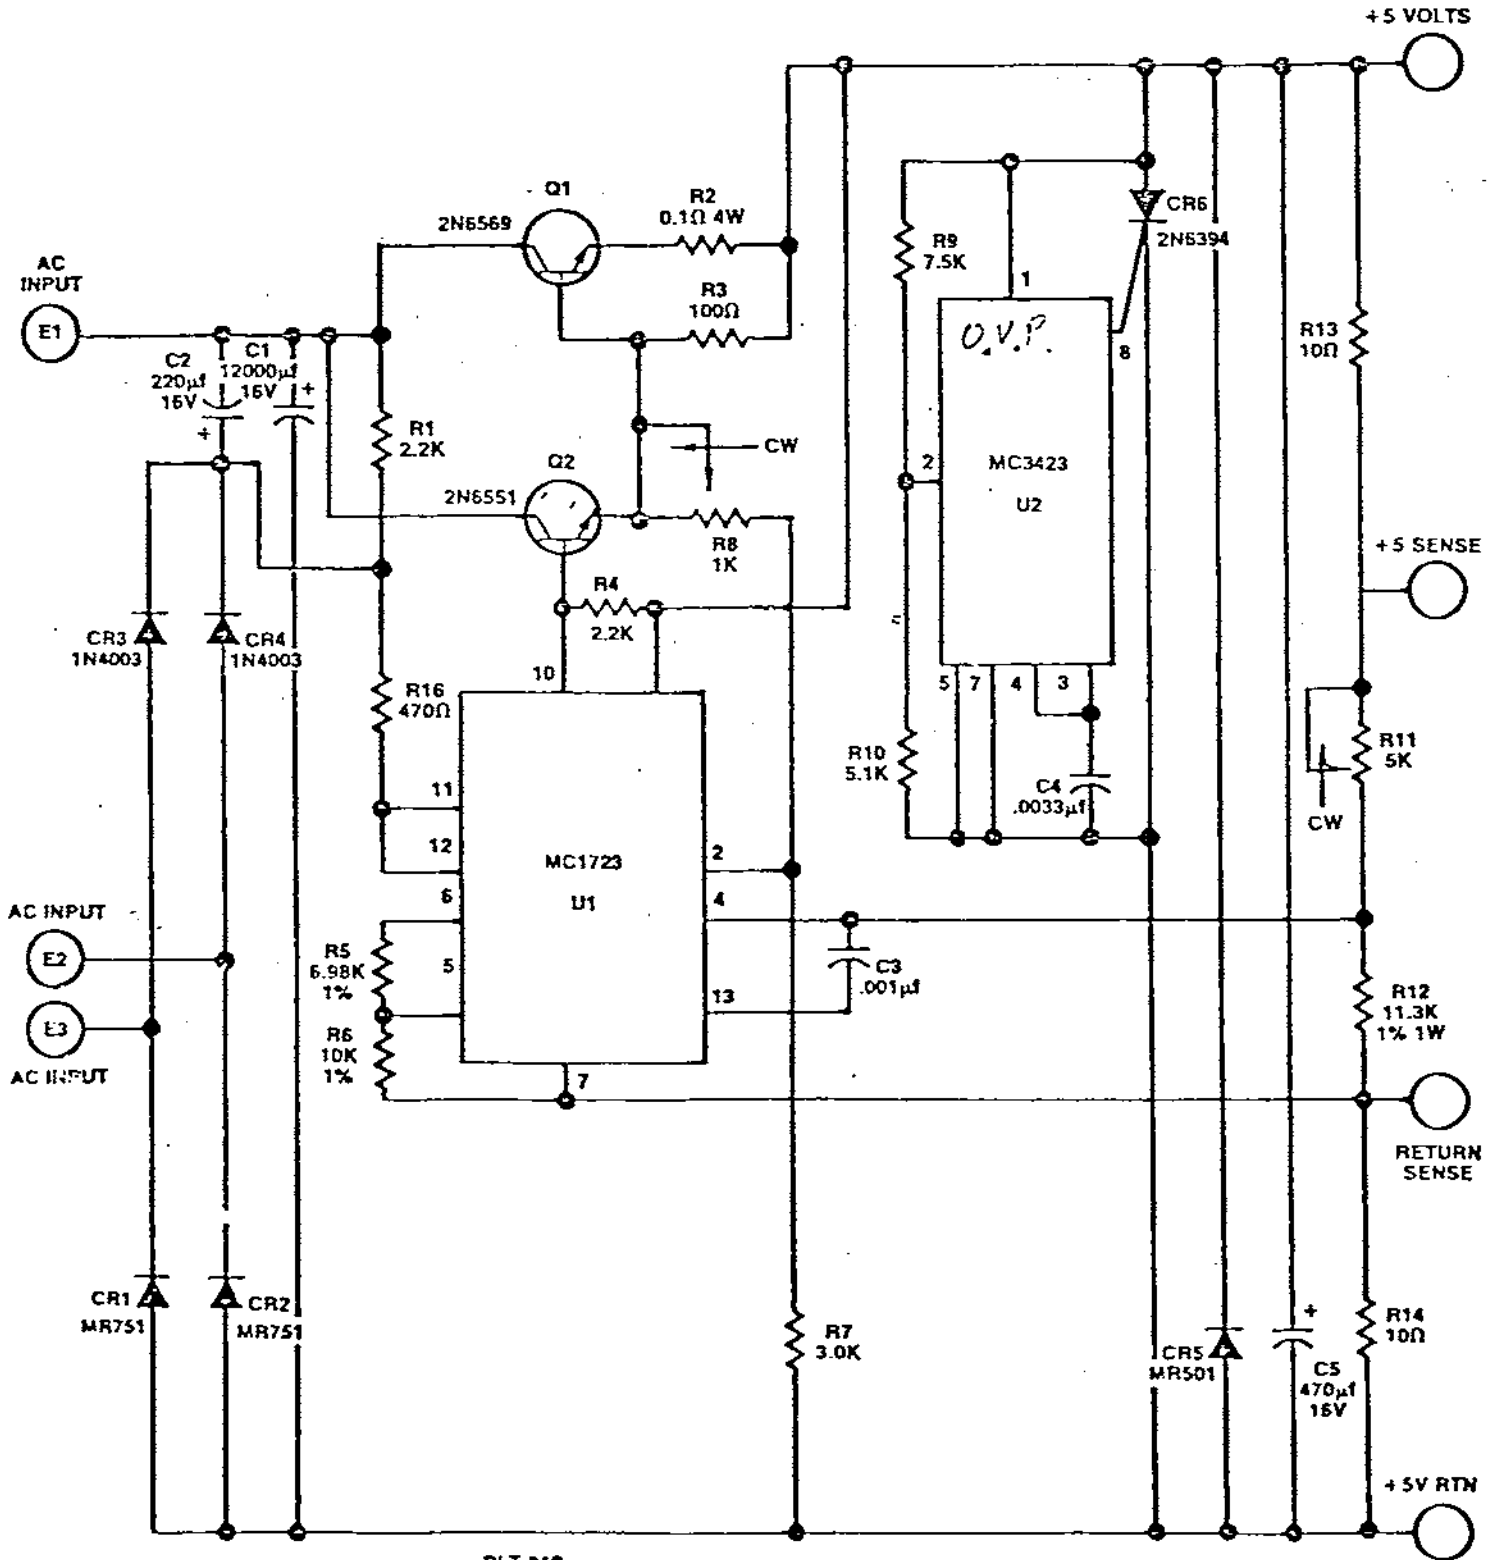 +5 VOLTS
Q1
2N6569
R2
0.1Ω 4W
R3
100Ω
AC
INPUT
E1
C2
220µf
16V
+
C1
12000µf
16V
+
R1
2.2K
CW
Q2
2N6551
R8
1K
R4
2.2K
CR3
1N4003
CR4
1N4003
R16
470Ω
10
11
12
6
5
7
2
4
13
MC1723
U1
R5
6.98K
1%
R6
10K
1%
AC INPUT
E2
E3
AC INPUT
CR1
MR751
CR2
MR751
C3
.001µf
R7
3.0K
R9
7.5K
CR6
2N6394
1
O.V.P.
8
2
MC3423
U2
5
7
4
3
R10
5.1K
C4
.0033µf
R13
10Ω
+5 SENSE
R11
5K
CW
R12
11.3K
1% 1W
RETURN
SENSE
CR5
MR501
+
C5
470µf
16V
R14
10Ω
+5V RTN